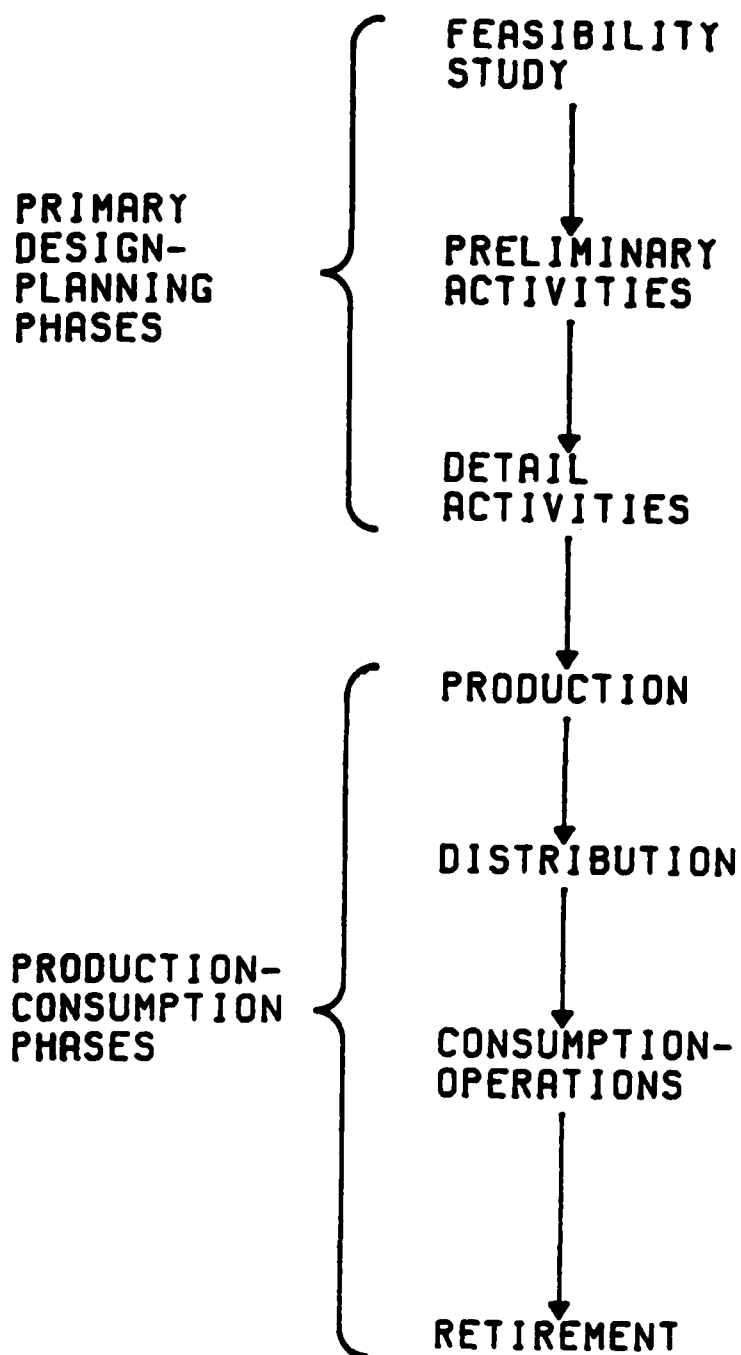 FEASIBILITY
STUDY
PRIMARY
DESIGN-
PLANNING
PHASES
PRELIMINARY
ACTIVITIES
DETAIL
ACTIVITIES
PRODUCTION
DISTRIBUTION
PRODUCTION-
CONSUMPTION
PHASES
CONSUMPTION-
OPERATIONS
RETIREMENT